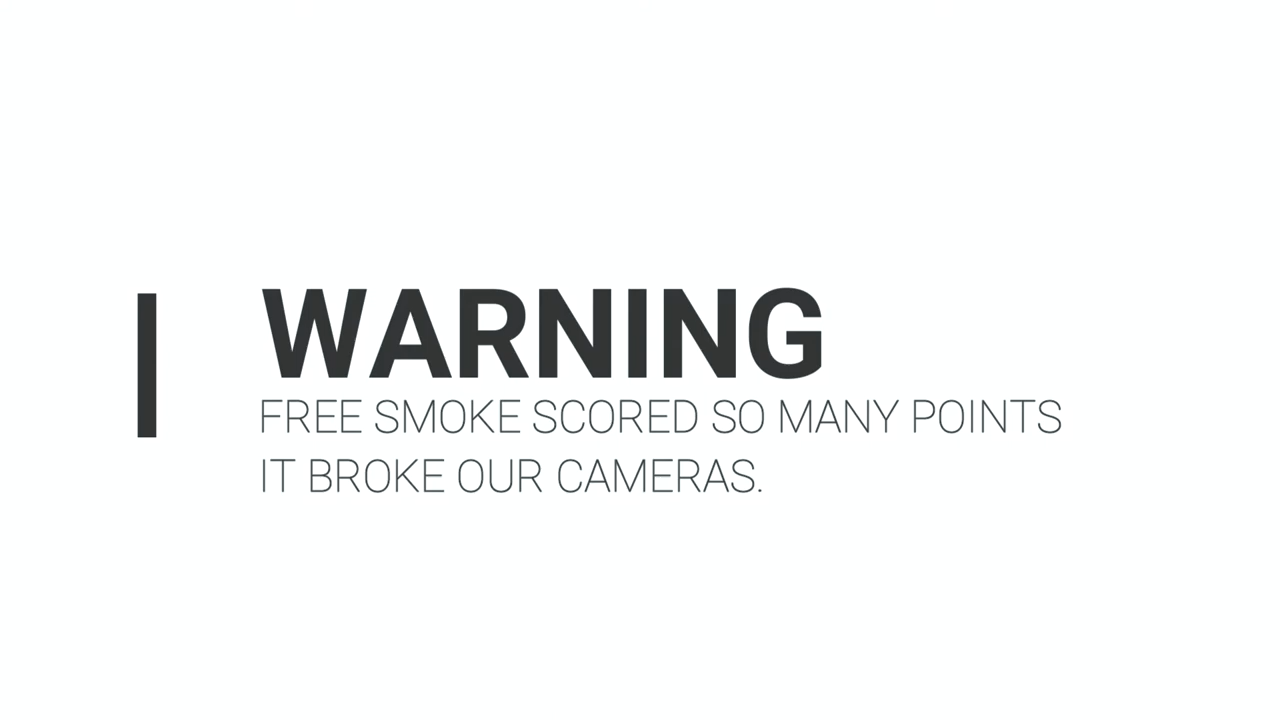 WARNING
FREE SMOKE SCORED SO MANY POINTS
IT BROKE OUR CAMERAS.